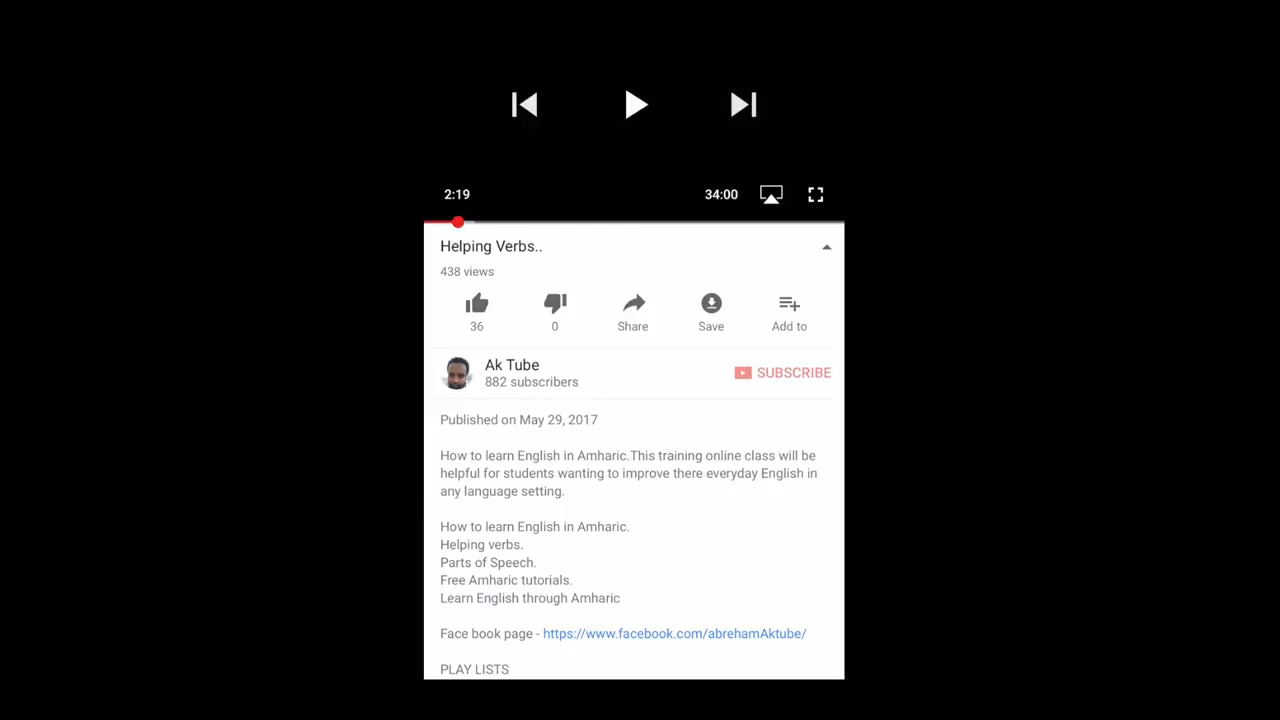 2:19 34:00
Helping Verbs..
438 views
36 0 Share Save Add to
Ak Tube
882 subscribers
SUBSCRIBE
Published on May 29, 2017
How to learn English in Amharic.This training online class will be
helpful for students wanting to improve there everyday English in
any language setting.
How to learn English in Amharic.
Helping verbs.
Parts of Speech.
Free Amharic tutorials.
Learn English through Amharic
Face book page - https://www.facebook.com/abrehamAktube/
PLAY LISTS